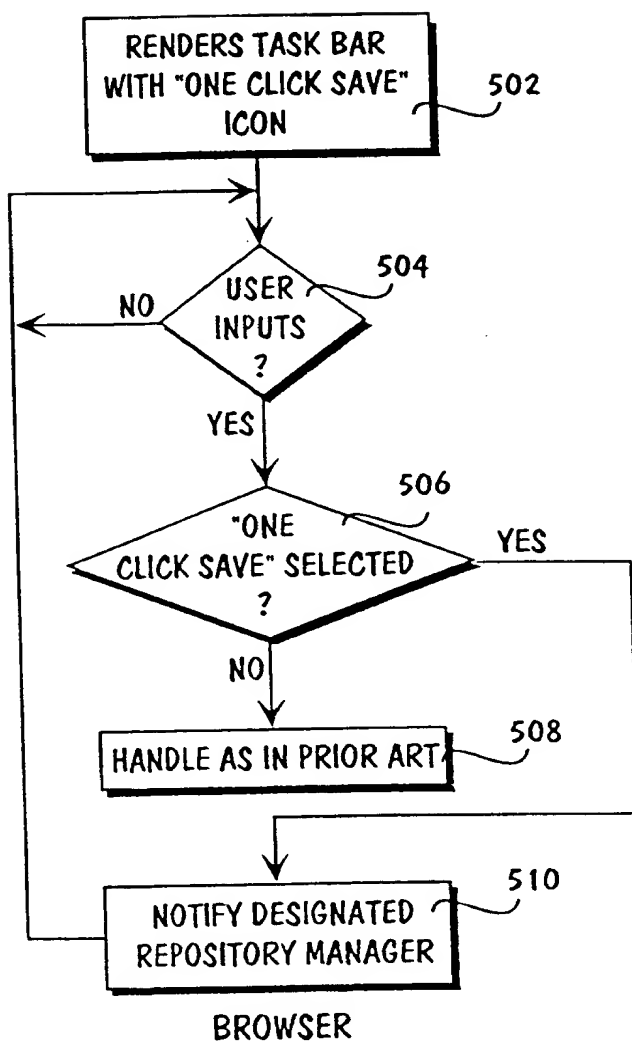 RENDERS TASK BAR
WITH "ONE CLICK SAVE"
ICON
502
504
USER
INPUTS
?
NO
YES
506
"ONE
CLICK SAVE" SELECTED
?
YES
NO
508
HANDLE AS IN PRIOR ART
510
NOTIFY DESIGNATED
REPOSITORY MANAGER
BROWSER